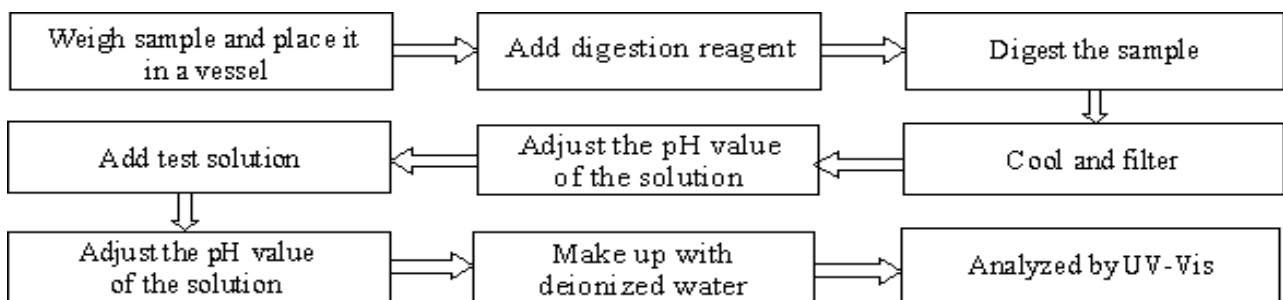 Weigh sample and place it
in a vessel
Add digestion reagent
Digest the sample
Cool and filter
Adjust the pH value
of the solution
Add test solution
Adjust the pH value
of the solution
Make up with
deionized water
Analyzed by UV-Vis